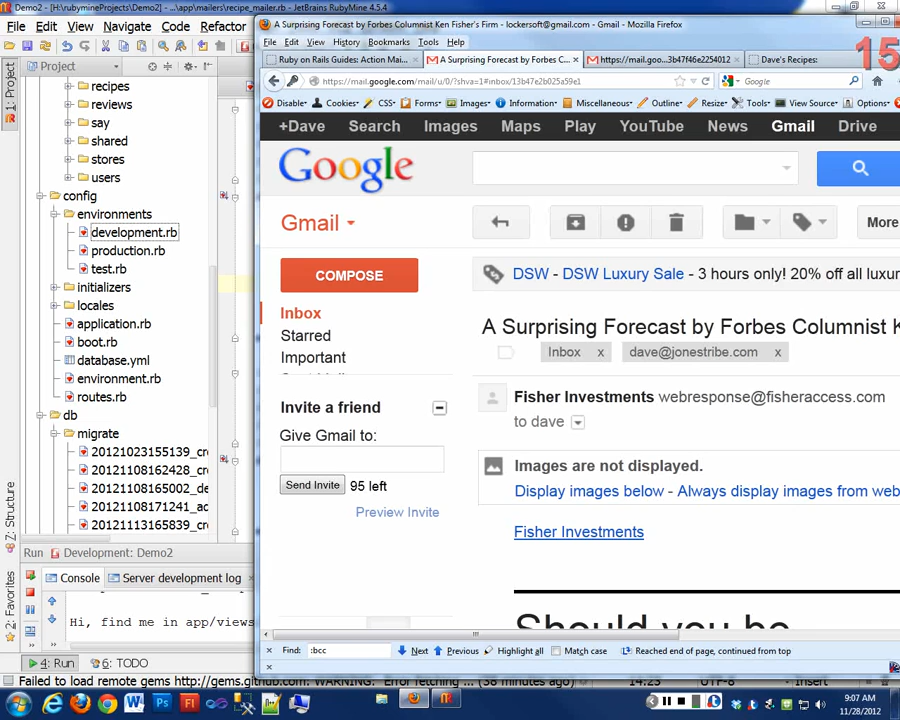 Demo2 - [H:\rubymineProjects\Demo2] - ...\app\mailers\recipe_mailer.rb - JetBrains RubyMine 4.5.4
File Edit View Navigate Code Refactor
Project
recipes
reviews
say
shared
stores
users
config
environments
development.rb
production.rb
test.rb
initializers
locales
application.rb
boot.rb
database.yml
environment.rb
routes.rb
db
migrate
20121023155139_cr
20121108162428_cr
20121108165002_de
20121108171241_ad
20121113165839_cr
1: Project
Z: Structure
2: Favorites
Run Development: Demo2
Console Server development log
Hi, find me in app/views
4: Run 6: TODO
Failed to load remote gems http://gems.github.com: WARNING: Error fetching ... (38 minutes ago) 14:25 UTF-8 Insert
A Surprising Forecast by Forbes Columnist Ken Fisher's Firm - lockersoft@gmail.com - Gmail - Mozilla Firefox
File Edit View History Bookmarks Tools Help
15
Ruby on Rails Guides: Action Mai... A Surprising Forecast by Forbes C... https://mail.goo...3b47f46e2254012 Dave's Recipes:
https://mail.google.com/mail/u/0/?shva=1#inbox/13b47e2b025a59e1
Google
Disable Cookies CSS Forms Images Information Miscellaneous Outline Resize Tools View Source Options
+Dave Search Images Maps Play YouTube News Gmail Drive
Google
Gmail
More
COMPOSE
DSW - DSW Luxury Sale - 3 hours only! 20% off all luxur
Inbox
Starred
Important
A Surprising Forecast by Forbes Columnist K
Inbox x dave@jonestribe.com x
Invite a friend
Give Gmail to:
Send Invite 95 left
Preview Invite
Fisher Investments webresponse@fisheraccess.com
to dave
Images are not displayed.
Display images below - Always display images from web
Fisher Investments
Should you be
Find: :bcc Next Previous Highlight all Match case Reached end of page, continued from top
9:07 AM
11/28/2012